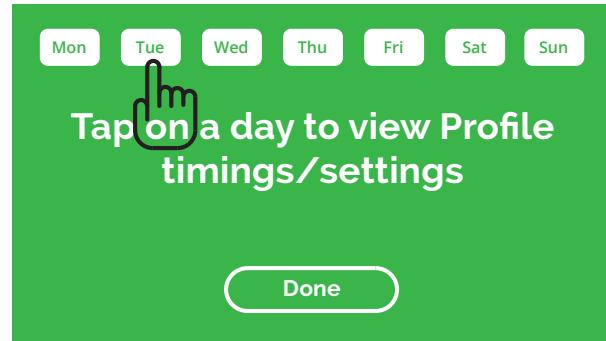 Mon Tue Wed Thu Fri Sat Sun
Tap on a day to view Profile
timings/settings
Done